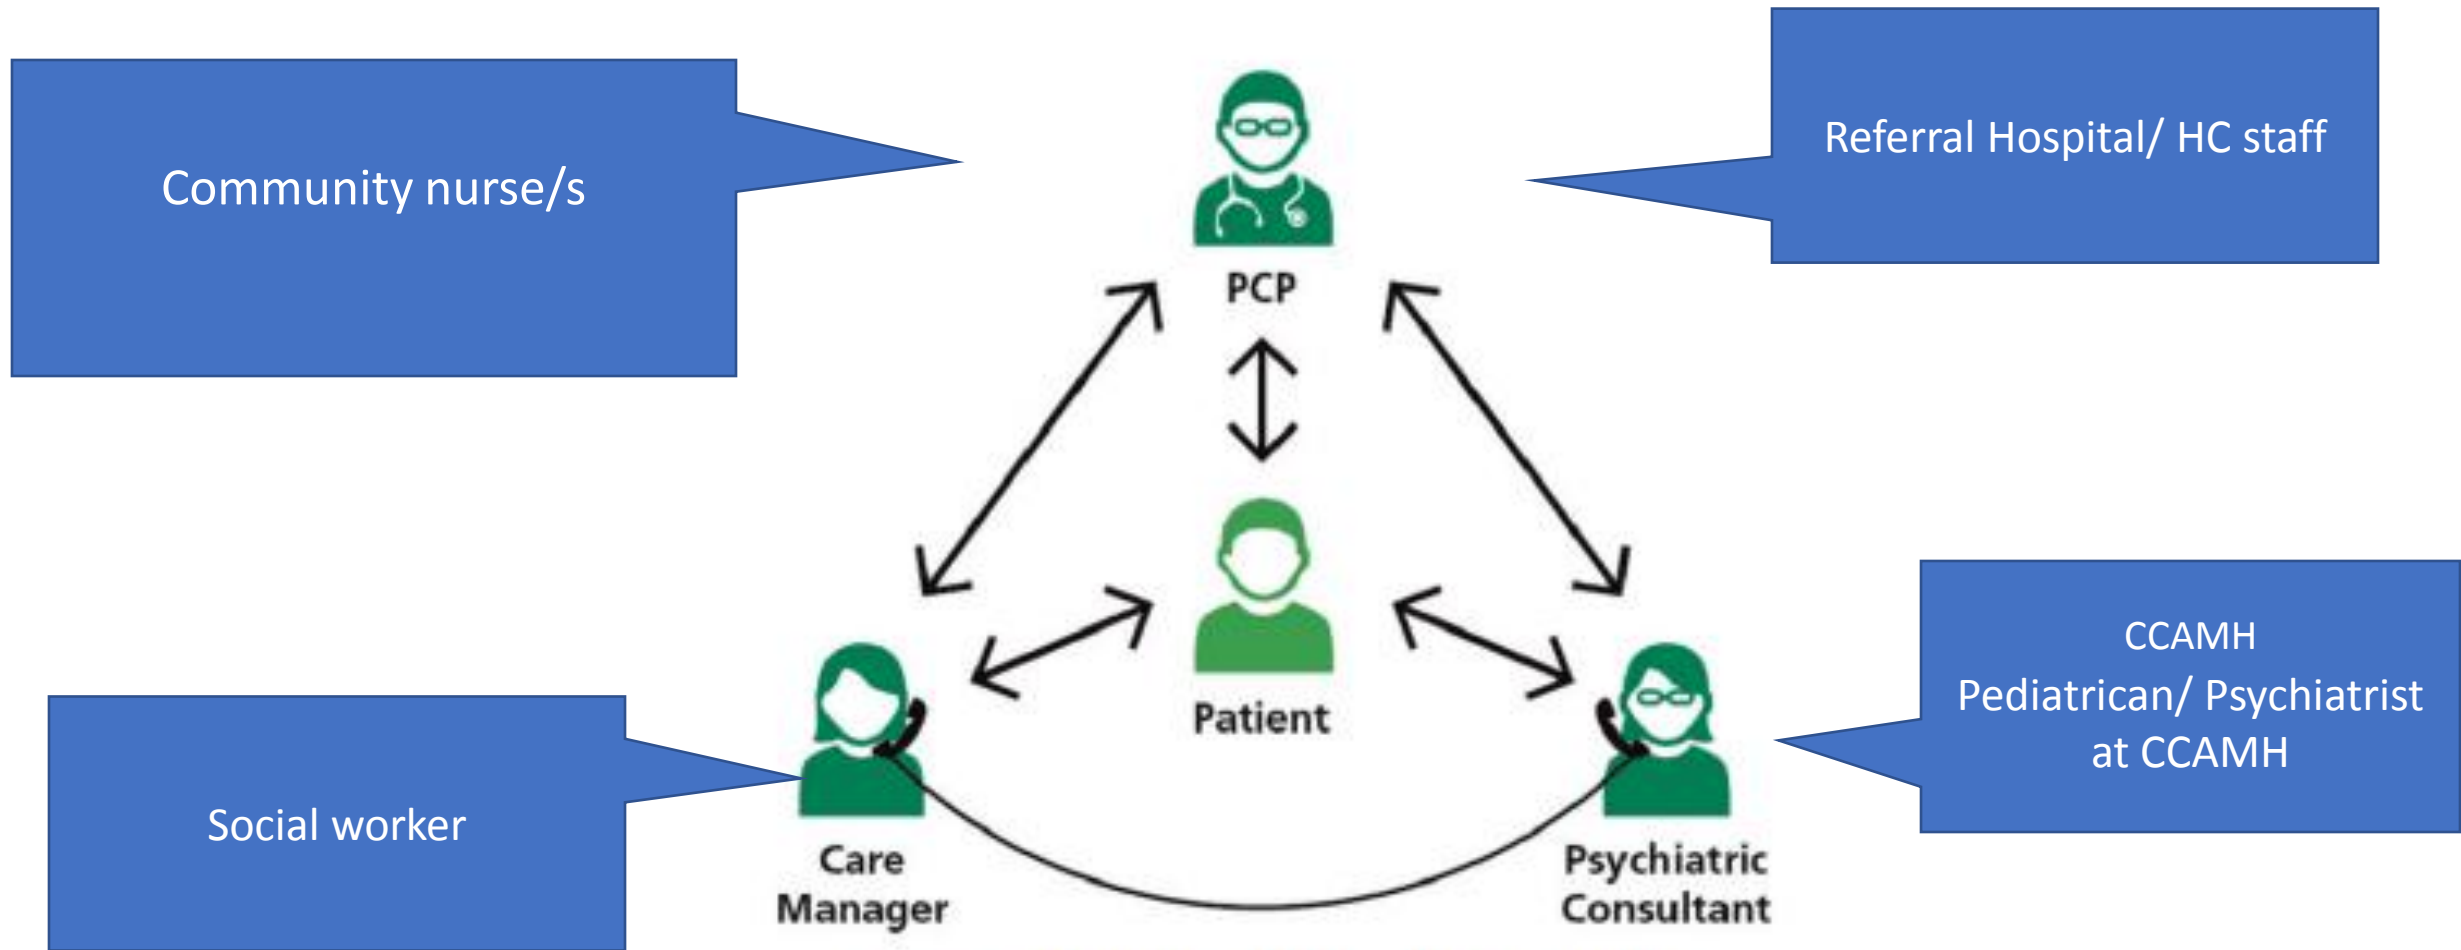 Community nurse/s
Referral Hospital/ HC staff
PCP
Patient
Social worker
Care
Manager
Psychiatric
Consultant
CCAMH
Pediatrican/ Psychiatrist
at CCAMH